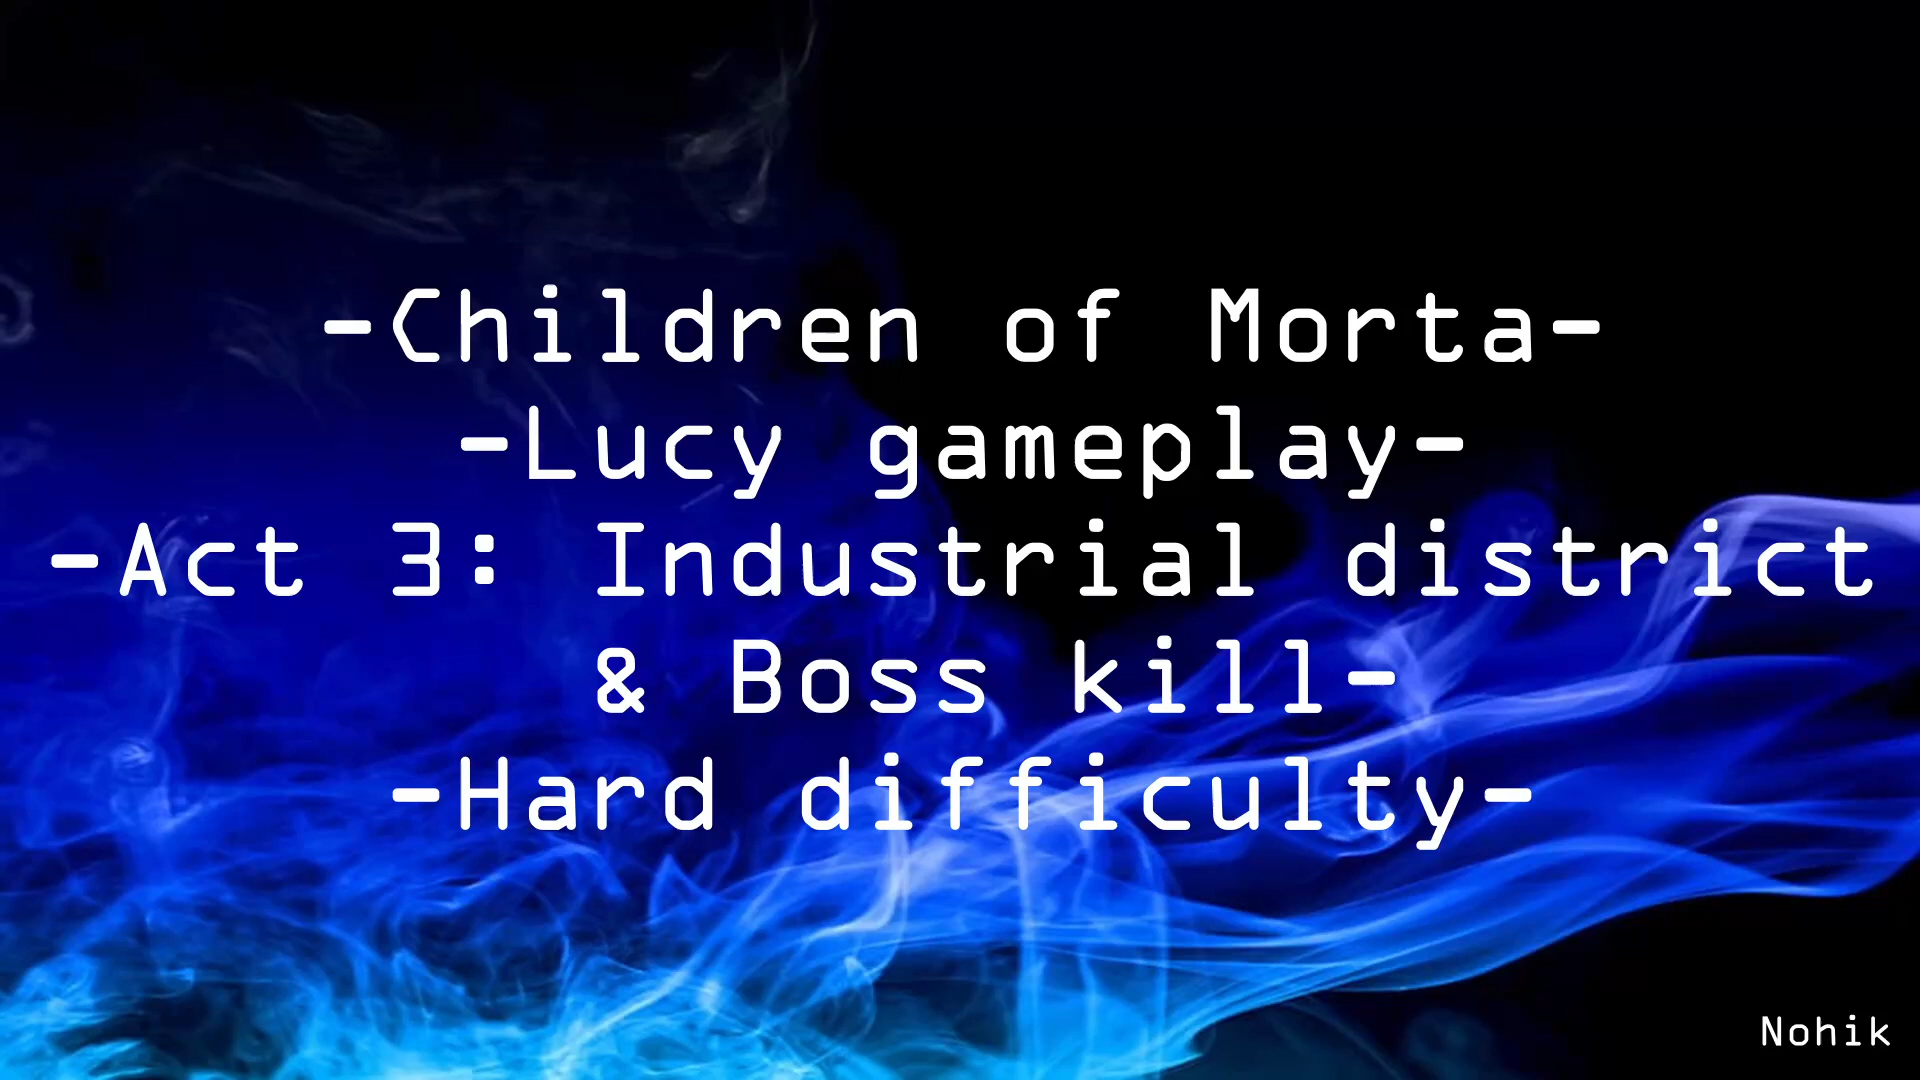 -Children of Morta-
-Lucy gameplay-
-Act 3: Industrial district
& Boss kill-
-Hard difficulty-
Nohik